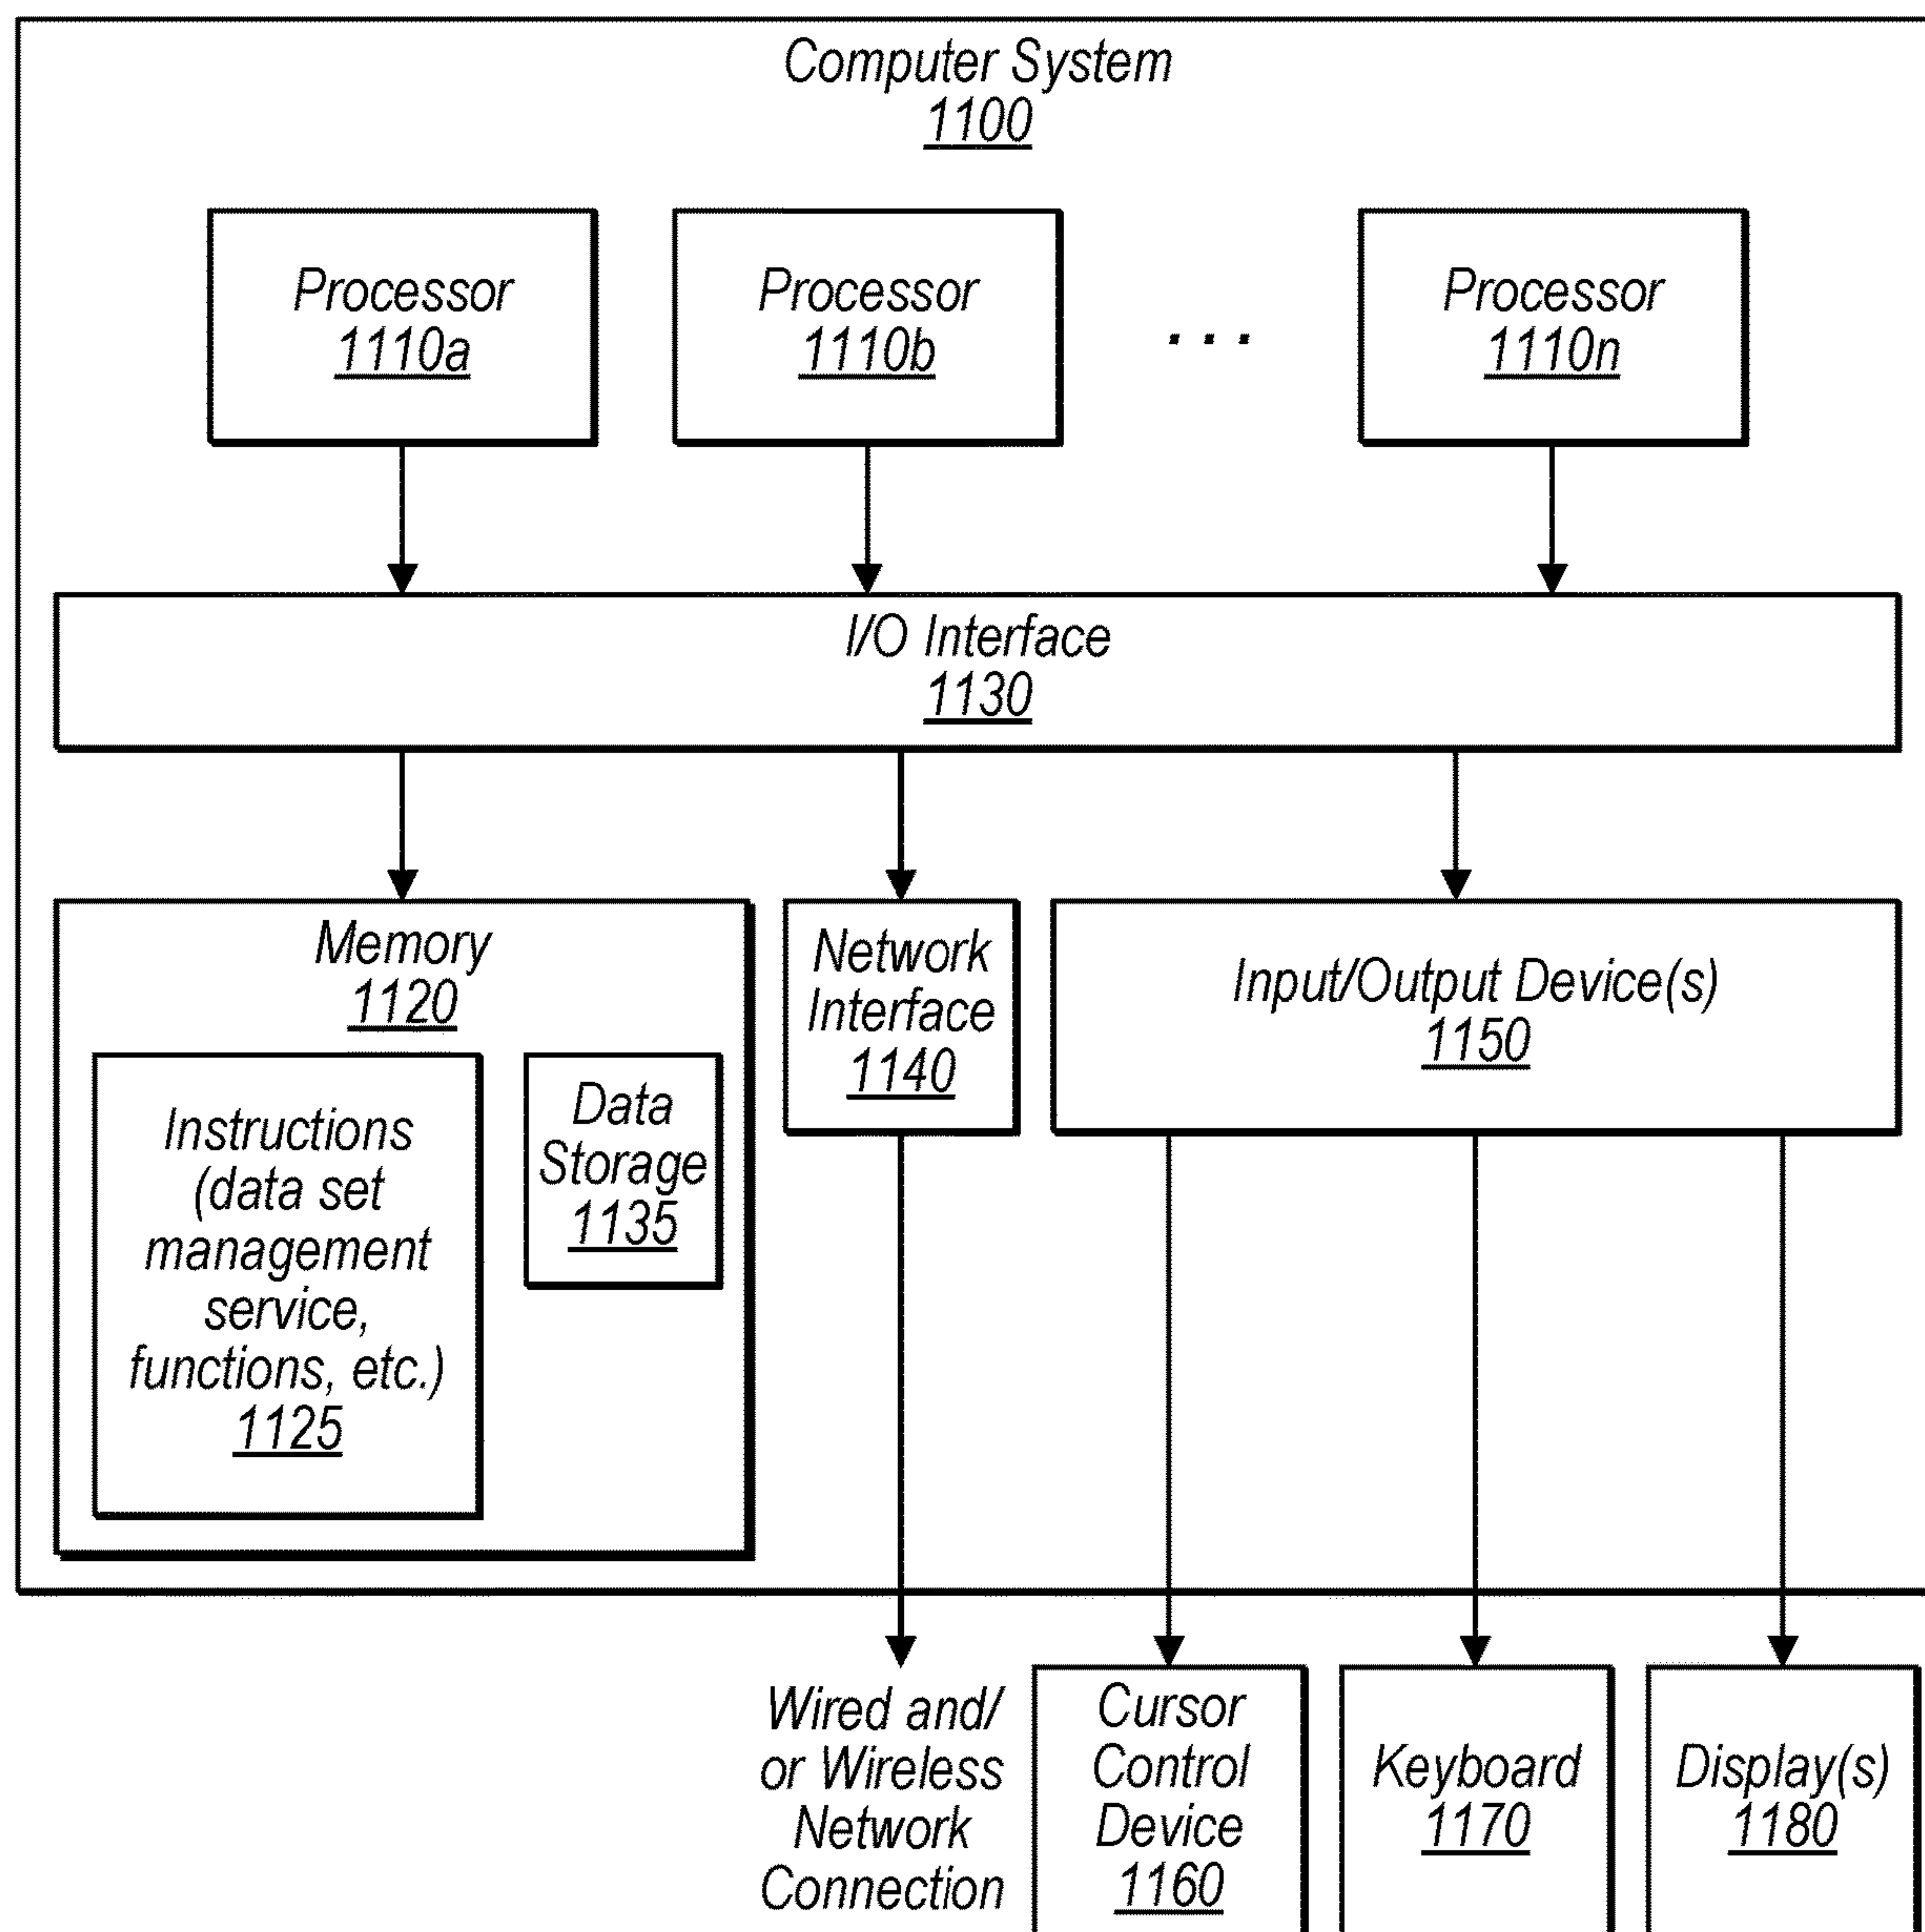 Computer System
1100
Processor
1110a
Processor
1110b
. . .
Processor
1110n
I/O Interface
1130
Memory
1120
Instructions
(data set
management
service,
functions, etc.)
1125
Data
Storage
1135
Network
Interface
1140
Input/Output Device(s)
1150
Wired and/
or Wireless
Network
Connection
Cursor
Control
Device
1160
Keyboard
1170
Display(s)
1180